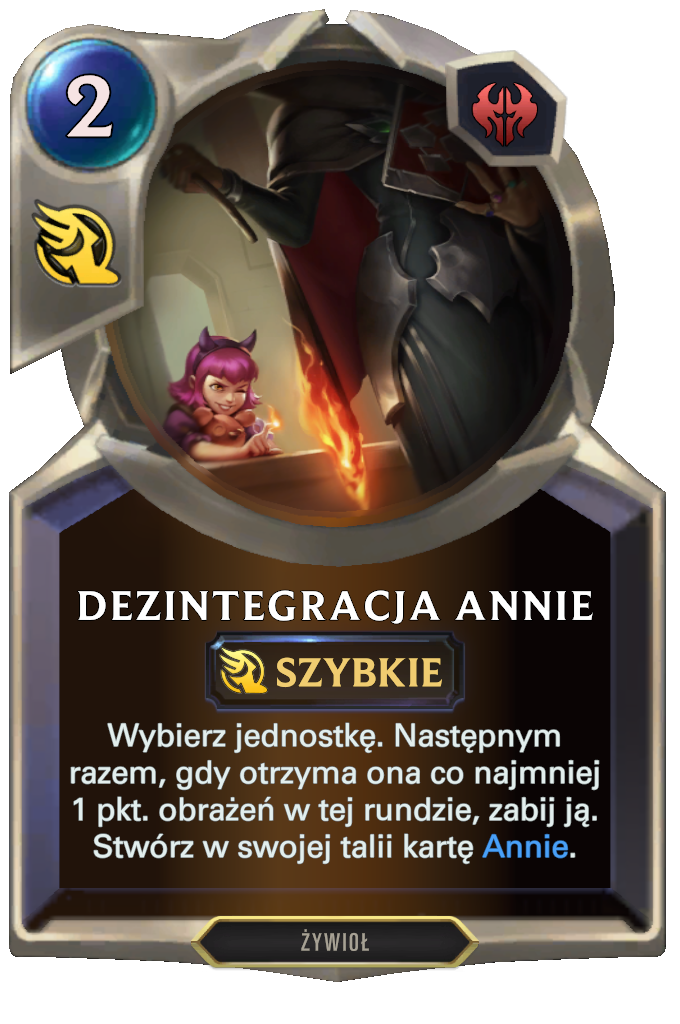 2
DEZINTEGRACJA ANNIE
SZYBKIE
Wybierz jednostkę. Następnym
razem, gdy otrzyma ona co najmniej
1 pkt. obrażeń w tej rundzie, zabij ją.
Stwórz w swojej talii kartę Annie.
ŻYWIOŁ